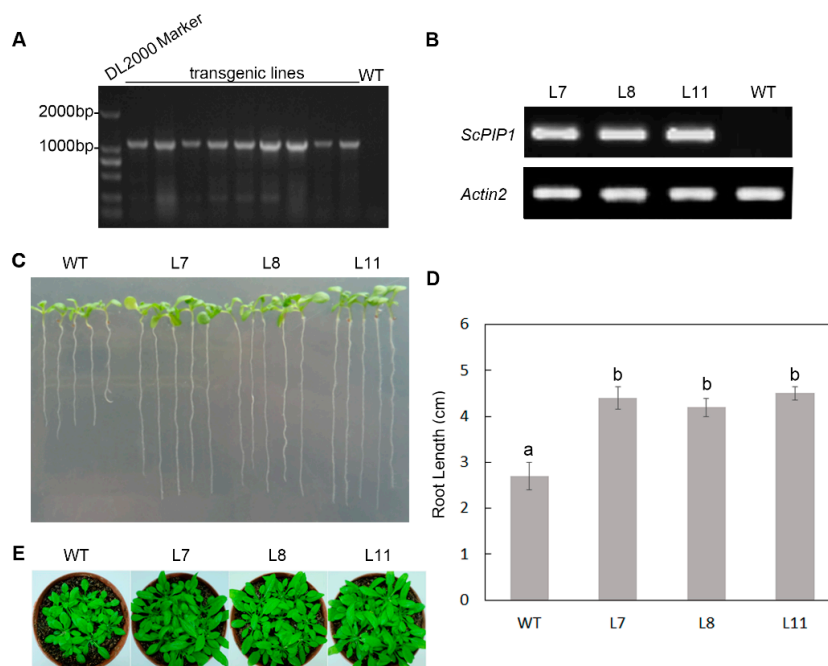 A
DL2000 Marker
transgenic lines
WT
2000bp
1000bp
B
L7 L8 L11 WT
ScPIP1
Actin2
C
WT L7 L8 L11
D
6
5
4
3
2
1
0
Root Length (cm)
a
b
b
b
WT L7 L8 L11
E
WT L7 L8 L11